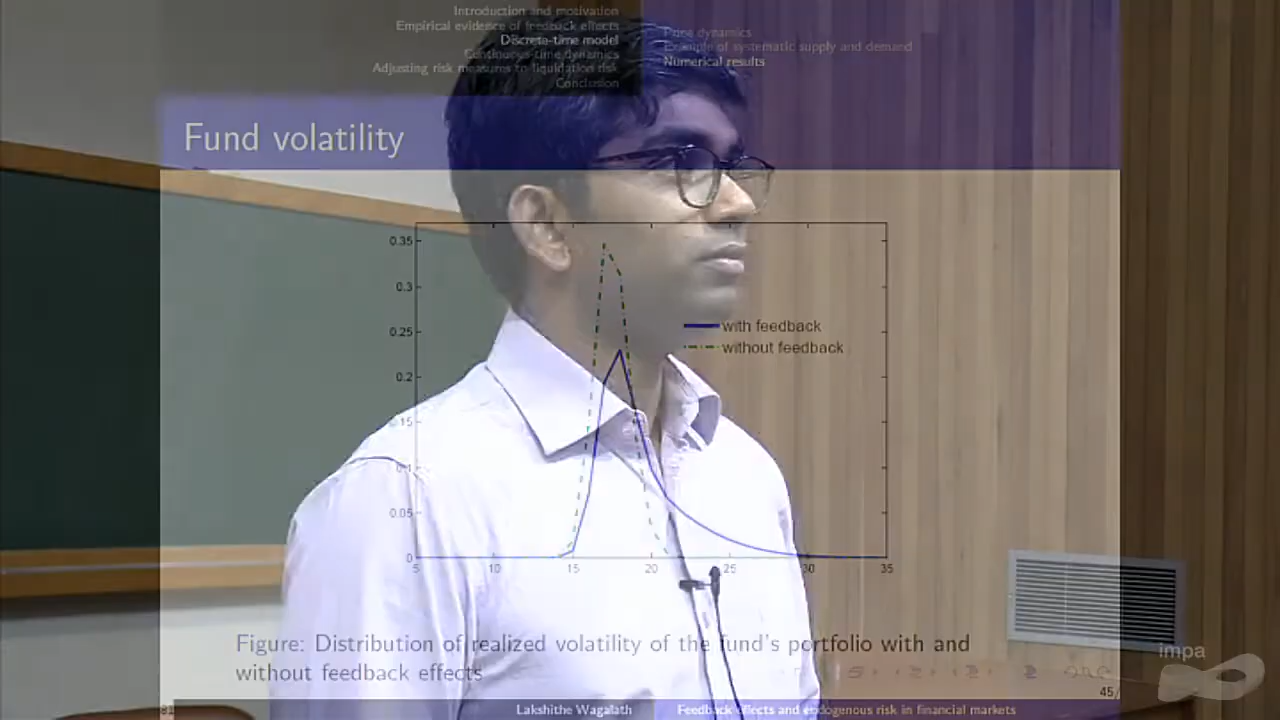 Introduction and motivation
Empirical evidence of feedback effects
Discrete-time model
Continuous-time dynamics
Adjusting risk measures to liquidation risk
Conclusion
Price dynamics
Example of systematic supply and demand
Numerical results
Fund volatility
0.35
0.3
0.25
0.2
0.15
0.1
0.05
0
5 10 15 20 25 30 35
with feedback
without feedback
Figure: Distribution of realized volatility of the fund's portfolio with and
without feedback effects
impa
45/
Lakshithe Wagalath Feedback effects and endogenous risk in financial markets